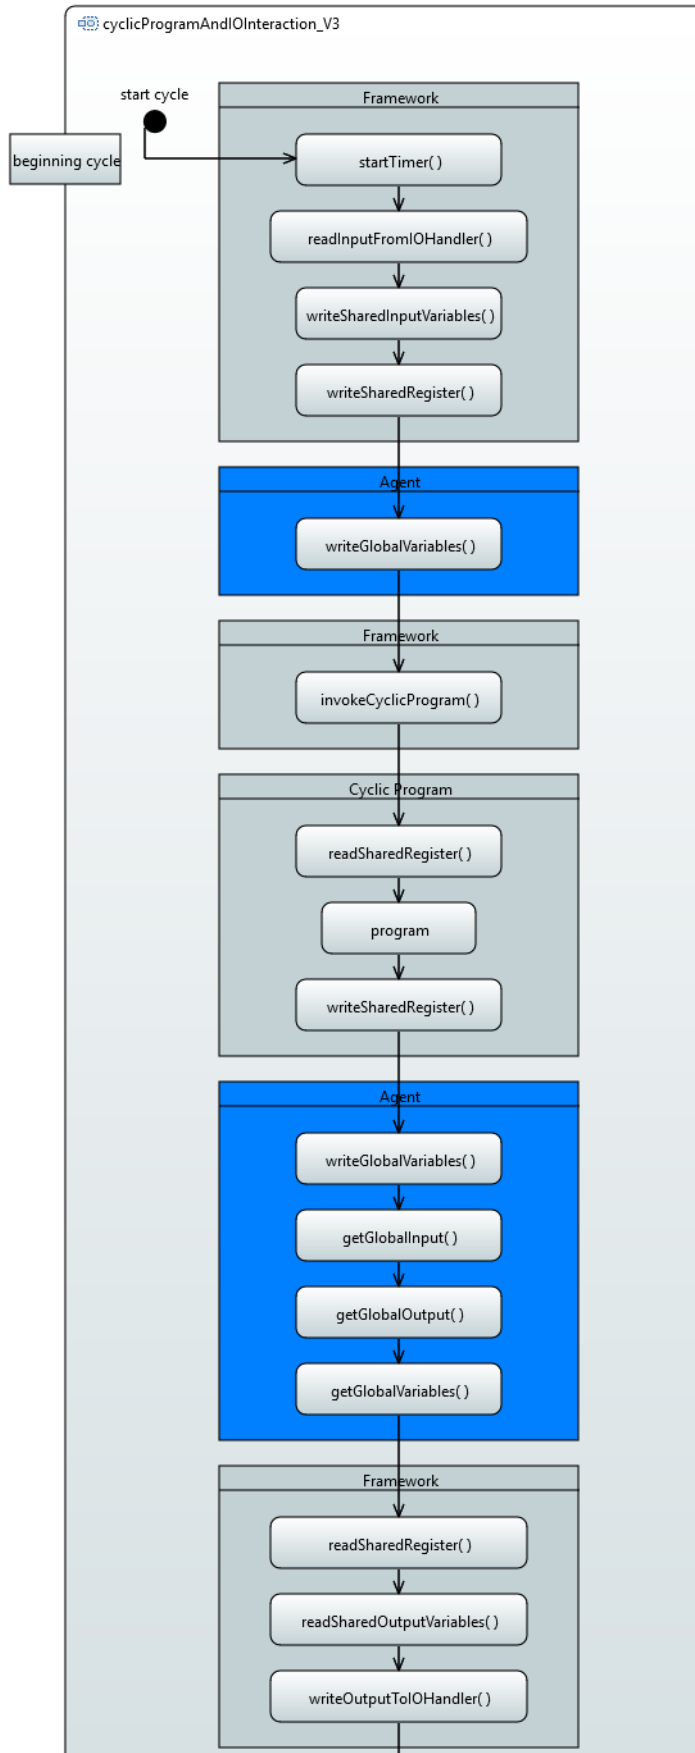 cyclicProgramAndIOInteraction_V3
start cycle
beginning cycle
Framework
startTimer( )
readInputFromIOHandler( )
writeSharedInputVariables( )
writeSharedRegister( )
Agent
writeGlobalVariables( )
Framework
invokeCyclicProgram( )
Cyclic Program
readSharedRegister( )
program
writeSharedRegister( )
Agent
writeGlobalVariables( )
getGlobalInput( )
getGlobalOutput( )
getGlobalVariables( )
Framework
readSharedRegister( )
readSharedOutputVariables( )
writeOutputToIOHandler( )